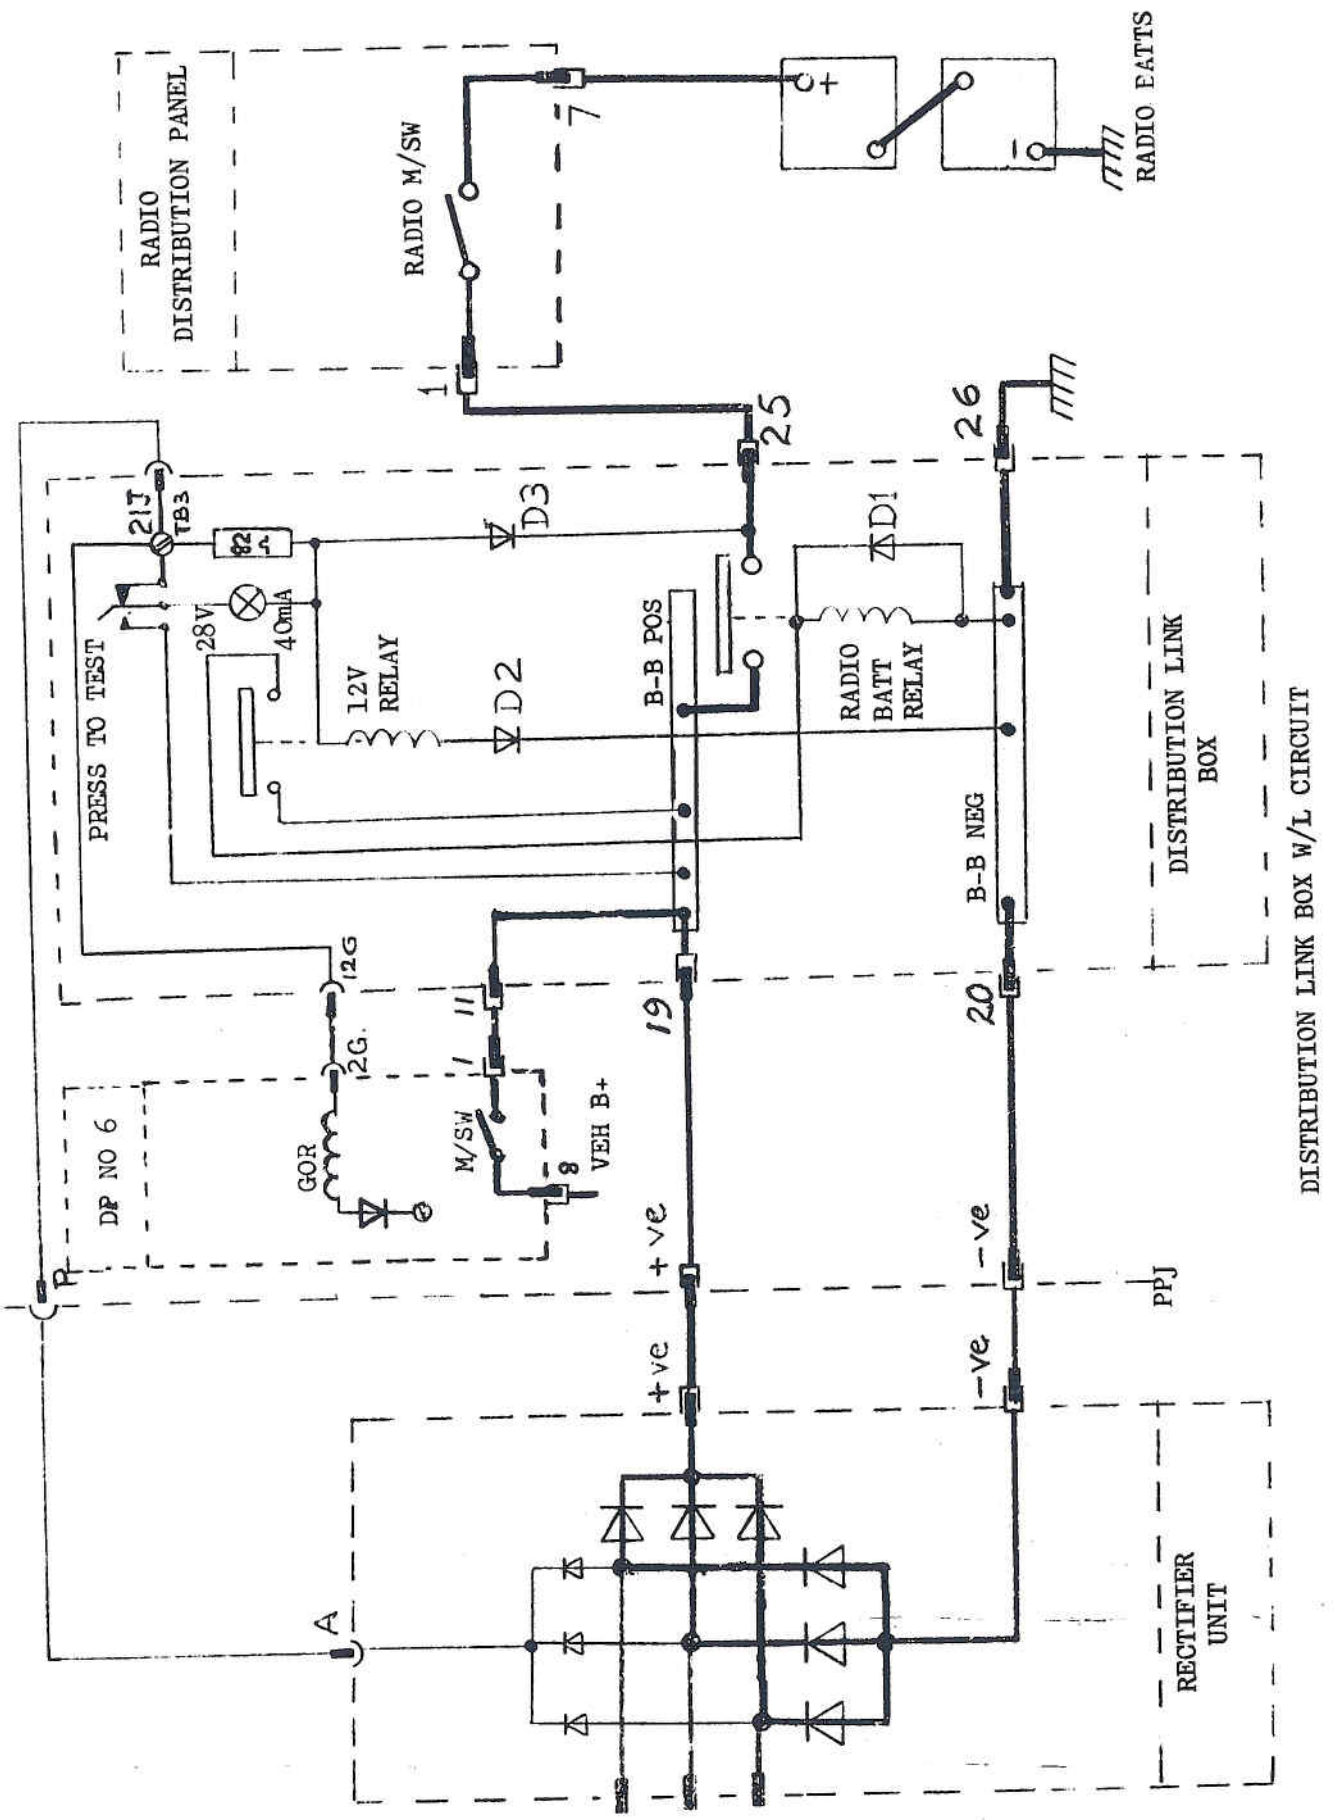 RADIO
DISTRIBUTION PANEL
RADIO M/SW
7
+
-
RADIO EATTS
1
25
26
21J
TB3
82
Ω
D3
D1
PRESS TO TEST
28V
40mA
12V
RELAY
D2
B-B POS
RADIO
BATT
RELAY
B-B NEG
DISTRIBUTION LINK
BOX
12G
11
19
20
DP NO 6
2G.
GOR
1
M/SW
8
VEH B+
P
+ve
-ve
PPJ
+ve
-ve
A
RECTIFIER
UNIT
DISTRIBUTION LINK BOX W/L CIRCUIT